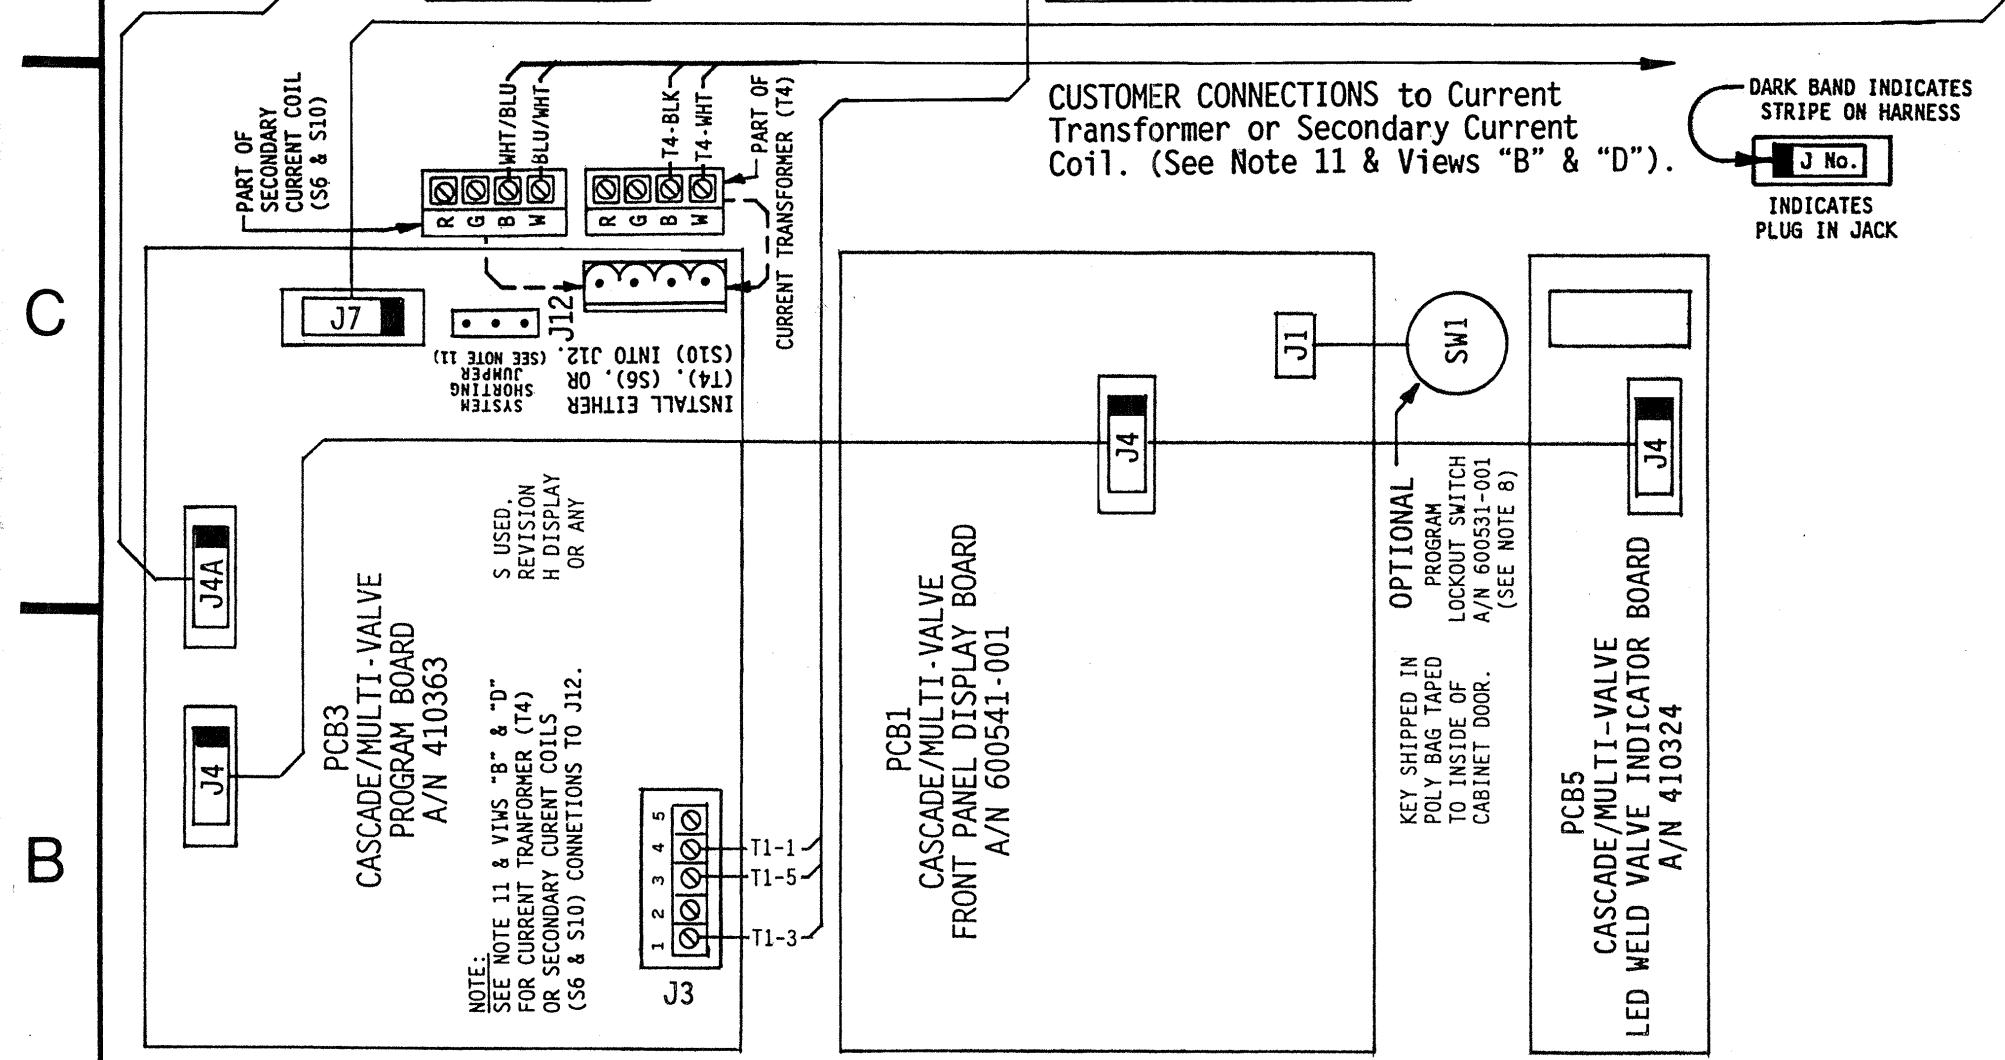 C
B
PART OF
SECONDARY
CURRENT COIL
(S6 & S10)
WHT/BLU
BLU/WHT
T4-BLK
T4-WHT
PART OF
CURRENT TRANSFORMER (T4)
R
G
B
W
R
G
B
W
CUSTOMER CONNECTIONS to Current
Transformer or Secondary Current
Coil. (See Note 11 & Views “B” & “D”).
DARK BAND INDICATES
STRIPE ON HARNESS
J No.
INDICATES
PLUG IN JACK
J7
J12
SYSTEM
SHORTING
JUMPER
(SEE NOTE 11)
INSTALL EITHER
(T4). (S6). OR
(S10) INTO J12.
J4A
J4
PCB3
CASCADE/MULTI-VALVE
PROGRAM BOARD
A/N 410363
S USED.
REVISION
H DISPLAY
OR ANY
NOTE:
SEE NOTE 11 & VIWS "B" & "D"
FOR CURRENT TRANFORMER (T4)
OR SECONDARY CURENT COILS
(S6 & S10) CONNETIONS TO J12.
1
2
3
4
5
J3
T1-1
T1-5
T1-3
PCB1
CASCADE/MULTI-VALVE
FRONT PANEL DISPLAY BOARD
A/N 600541-001
J4
J1
SW1
OPTIONAL
PROGRAM
LOCKOUT SWITCH
A/N 600531-001
(SEE NOTE 8)
KEY SHIPPED IN
POLY BAG TAPED
TO INSIDE OF
CABINET DOOR.
J4
PCB5
CASCADE/MULTI-VALVE
LED WELD VALVE INDICATOR BOARD
A/N 410324